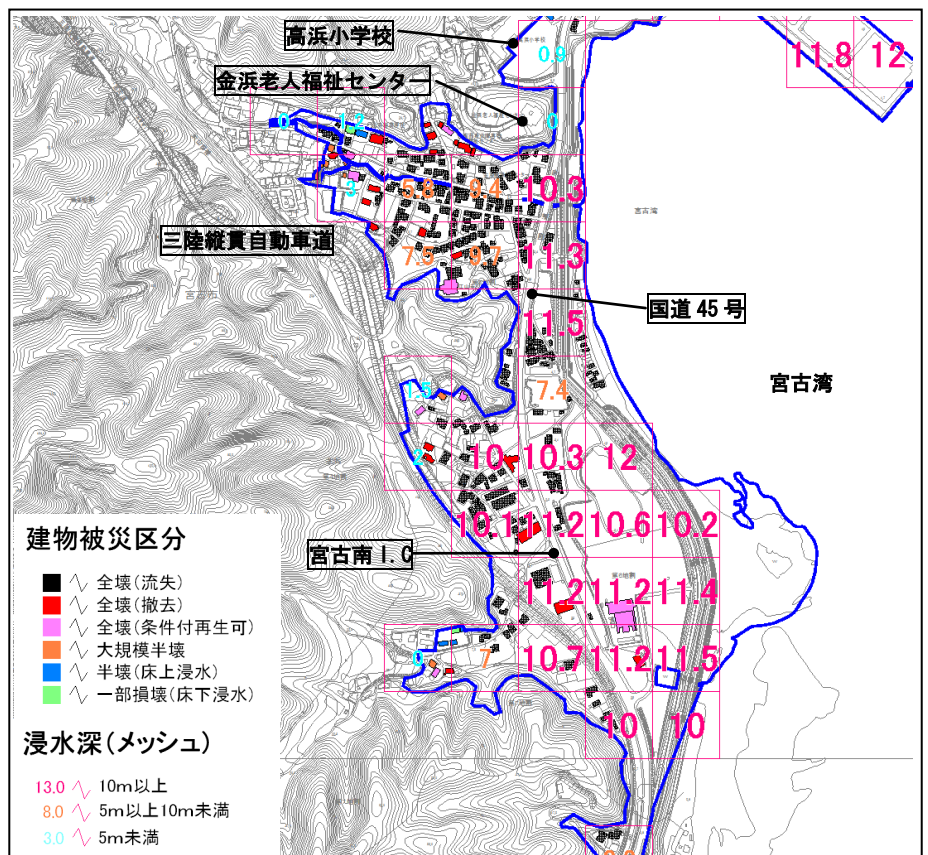 高浜小学校
0.9
11.8 12
金浜老人福祉センター
0 1.2 0
3 5.8 9.4 10.3
宮古湾
三陸縦貫自動車道
7.5 9.7 11.3
宮古市
国道45号
11.5
1.5 7.4
宮古湾
2 10 10.3 12
10.1 11.2 10.6 10.2
宮古南I.C
11.2 11.2 11.4
0 7 10.7 11.2 11.5
10 10
建物被災区分
全壊(流失)
全壊(撤去)
全壊(条件付再生可)
大規模半壊
半壊(床上浸水)
一部損壊(床下浸水)
浸水深(メッシュ)
13.0 10m以上
8.0 5m以上10m未満
3.0 5m未満